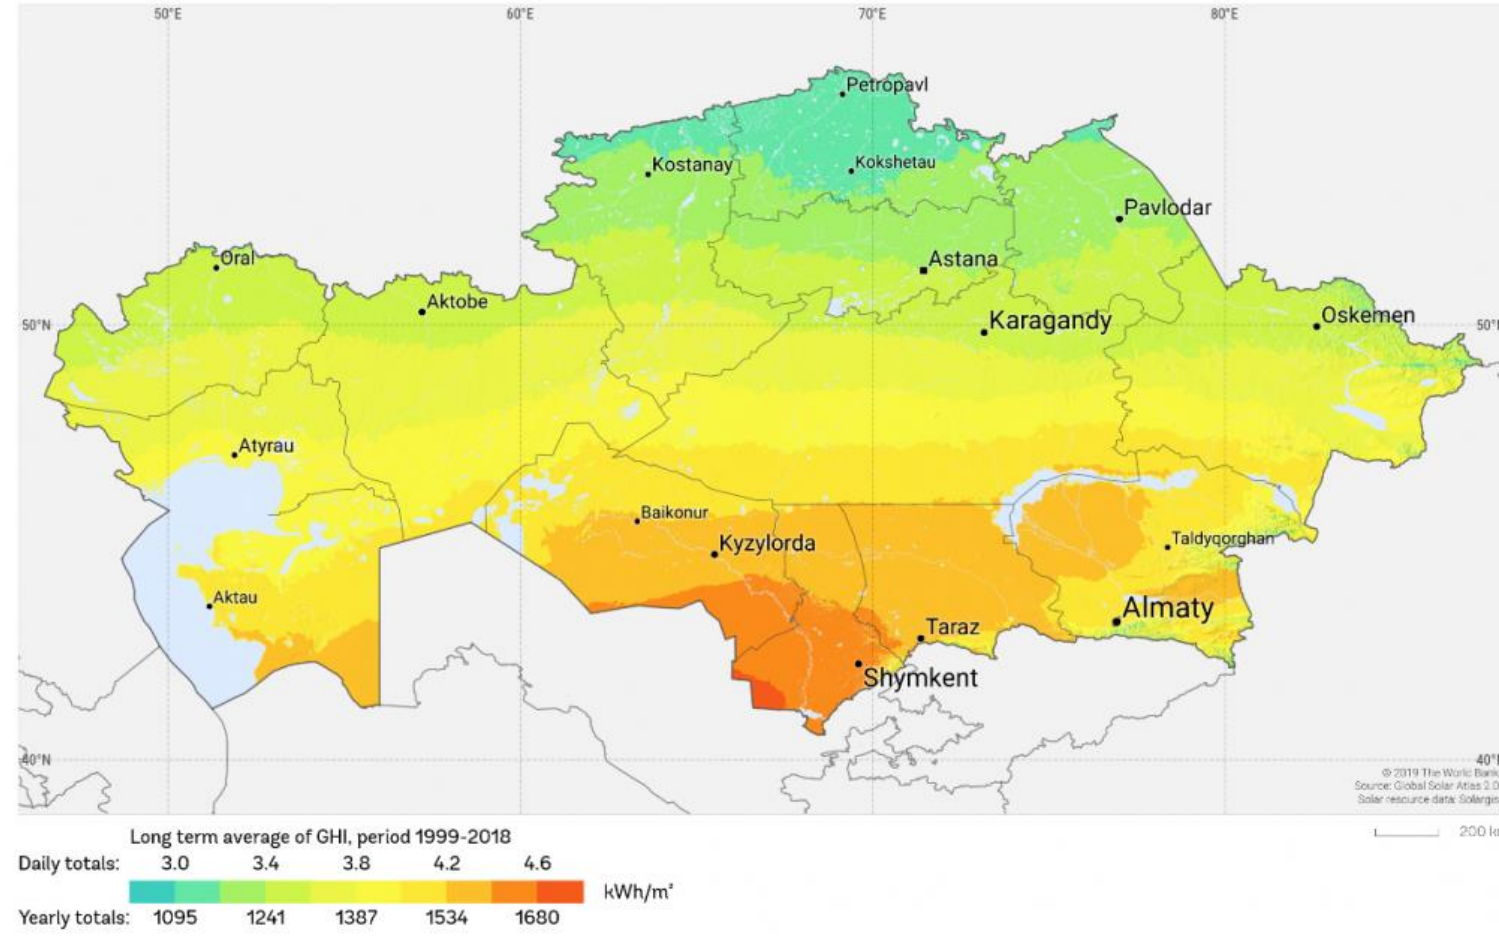 50°E 60°E 70°E 80°E
Petropavl
Kostanay
Kokshetau
Pavlodar
Oral
Astana
Aktobe
50°N
Karagandy
Oskemen
50°N
Atyrau
Baikonur
Kyzylorda
Taldyqorghan
Aktau
Almaty
Taraz
Shymkent
40°N
40°N
© 2019 The World Bank
Source: Global Solar Atlas 2.0
Solar resource data: Solargis
200 km
Long term average of GHI, period 1999-2018
Daily totals: 3.0 3.4 3.8 4.2 4.6
kWh/m²
Yearly totals: 1095 1241 1387 1534 1680